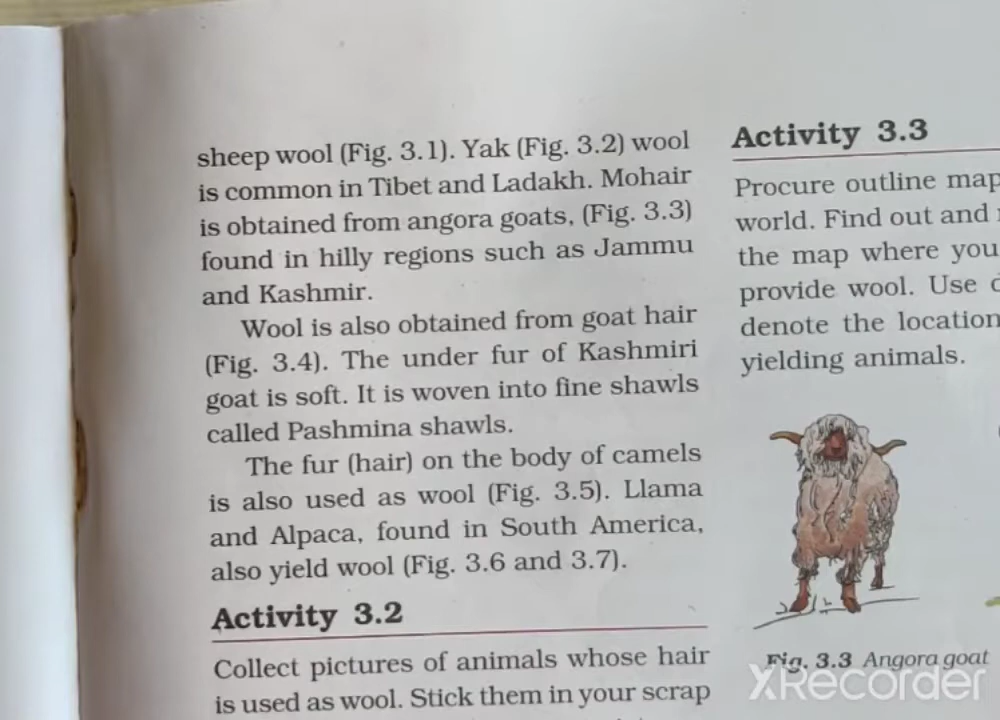 sheep wool (Fig. 3.1). Yak (Fig. 3.2) wool
is common in Tibet and Ladakh. Mohair
is obtained from angora goats, (Fig. 3.3)
found in hilly regions such as Jammu
and Kashmir.
Wool is also obtained from goat hair
(Fig. 3.4). The under fur of Kashmiri
goat is soft. It is woven into fine shawls
called Pashmina shawls.
The fur (hair) on the body of camels
is also used as wool (Fig. 3.5). Llama
and Alpaca, found in South America,
also yield wool (Fig. 3.6 and 3.7).
Activity 3.2
Collect pictures of animals whose hair
is used as wool. Stick them in your scrap
Activity 3.3
Procure outline map
world. Find out and
the map where you
provide wool. Use
denote the location
yielding animals.
Fig. 3.3 Angora goat
XRecorder